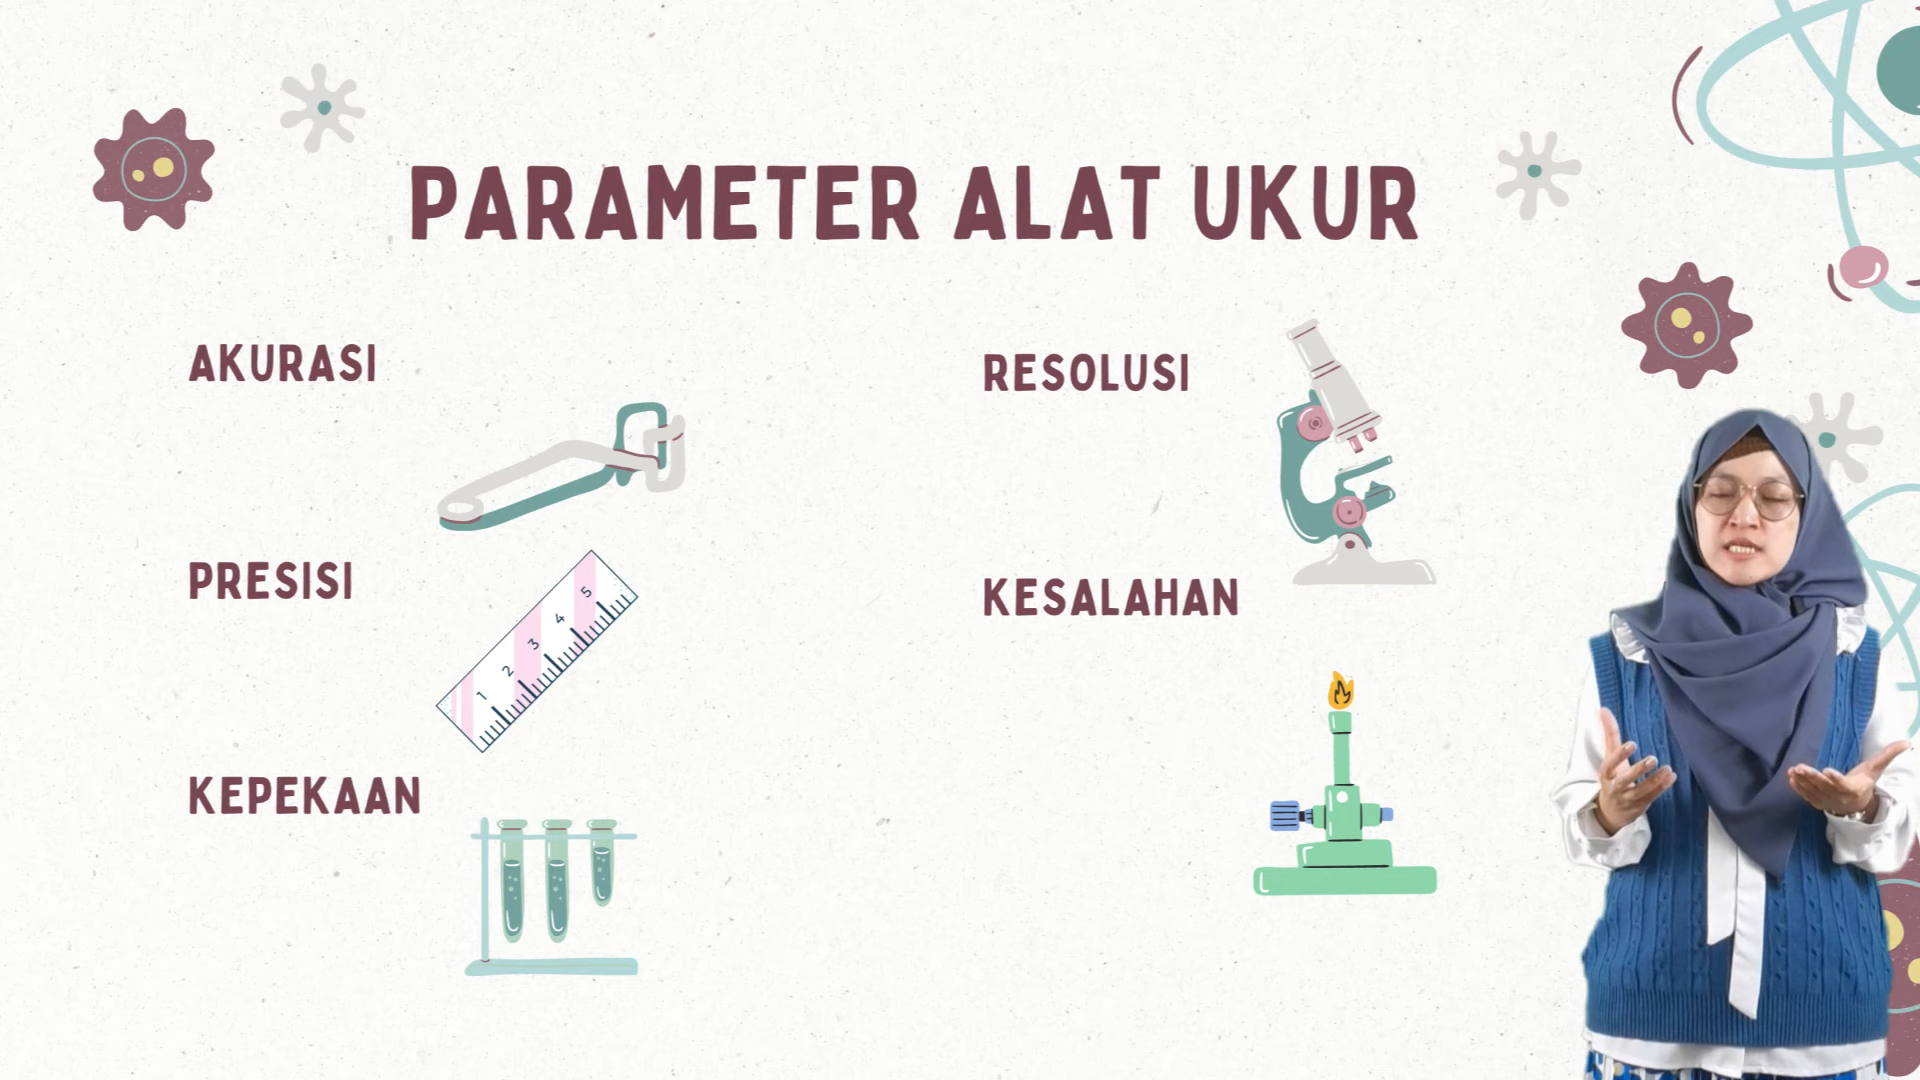 PARAMETER ALAT UKUR
AKURASI
PRESISI
1 2 3 4 5
KEPEKAAN
RESOLUSI
KESALAHAN